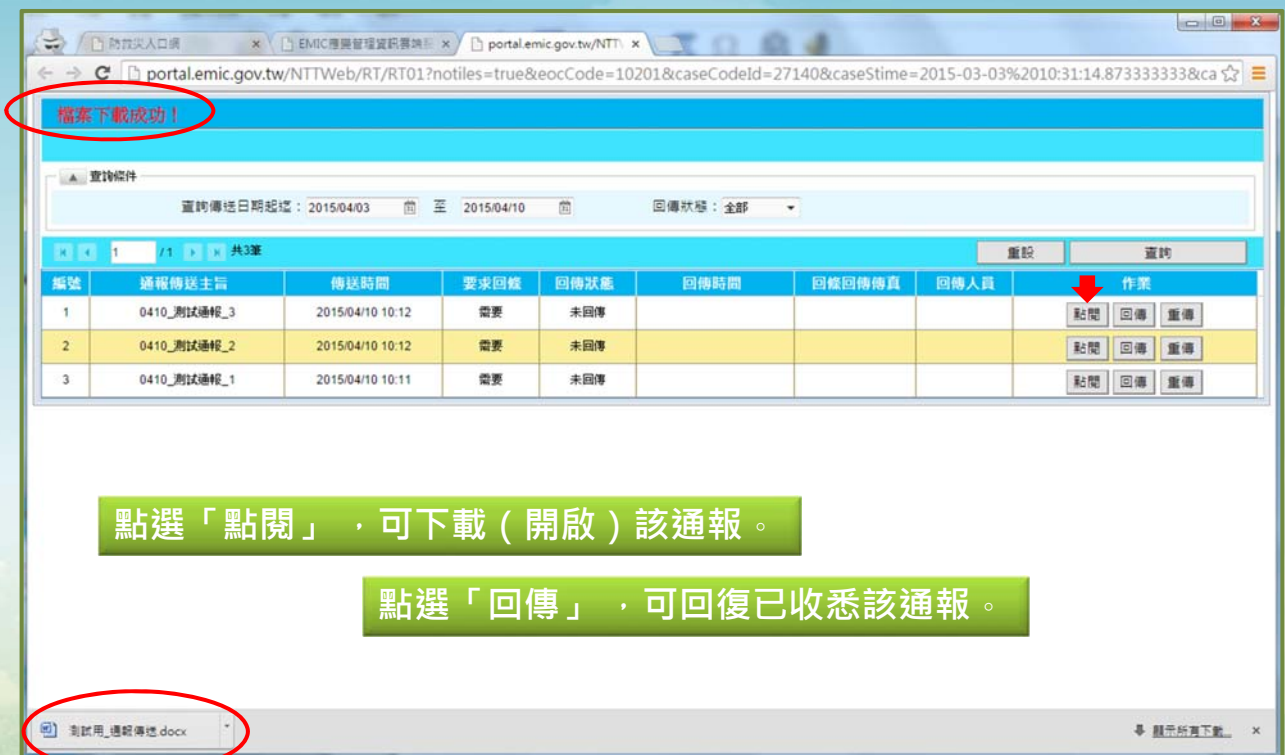 防救災人口網
EMIC應變管理資訊雲端
portal.emic.gov.tw/NTT
portal.emic.gov.tw/NTTWeb/RT/RT01?notiles=true&eocCode=10201&caseCodeId=27140&caseStime=2015-03-03%2010:31:14.873333333&ca
檔案下載成功！
查詢條件
查詢傳送日期起迄：2015/04/03 至 2015/04/10 回傳狀態：全部
1 /1 共3筆 重設 查詢
編號 通報傳送主旨 傳送時間 要求回條 回傳狀態 回傳時間 回條回傳傳真 回傳人員 作業
1 0410_測試通報_3 2015/04/10 10:12 需要 未回傳 點閱 回傳 重傳
2 0410_測試通報_2 2015/04/10 10:12 需要 未回傳 點閱 回傳 重傳
3 0410_測試通報_1 2015/04/10 10:11 需要 未回傳 點閱 回傳 重傳
點選「點閱」，可下載（開啟）該通報。
點選「回傳」，可回復已收悉該通報。
測試用_通報傳送.docx 顯示所有下載...